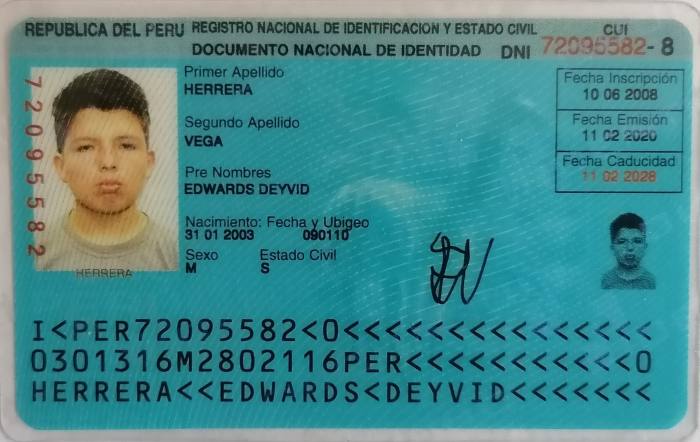 REPUBLICA DEL PERU REGISTRO NACIONAL DE IDENTIFICACION Y ESTADO CIVIL
DOCUMENTO NACIONAL DE IDENTIDAD DNI
CUI
72095582 - 8
72095582
Primer Apellido
HERRERA
Segundo Apellido
VEGA
Pre Nombres
EDWARDS DEYVID
Nacimiento: Fecha y Ubigeo
31 01 2003 090110
Sexo Estado Civil
M S
Fecha Inscripción
10 06 2008
Fecha Emisión
11 02 2020
Fecha Caducidad
11 02 2028
HERRERA
I<PER72095582<0<<<<<<<<<<<<<<<
0301316M2802116PER<<<<<<<<<<<0
HERRERA<<EDWARDS<DEYVID<<<<<<<